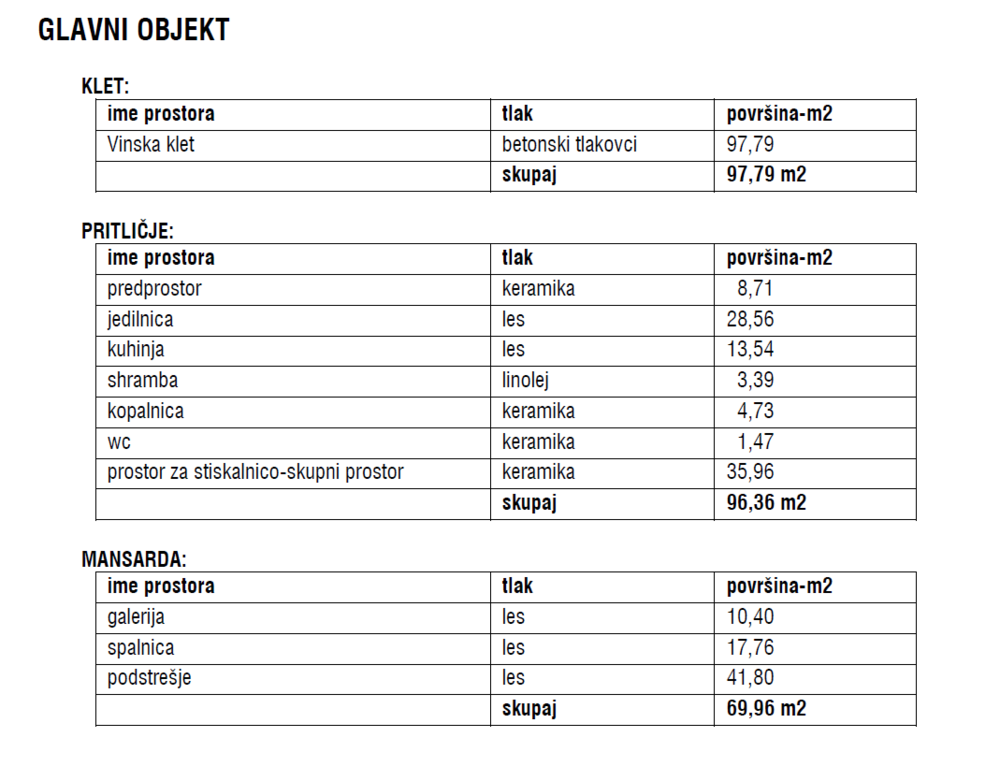 GLAVNI OBJEKT
KLET:
ime prostora tlak površina-m2
Vinska klet betonski tlakovci 97,79
skupaj 97,79 m2
PRITLIČJE:
ime prostora tlak površina-m2
predprostor keramika 8,71
jedilnica les 28,56
kuhinja les 13,54
shramba linolej 3,39
kopalnica keramika 4,73
wc keramika 1,47
prostor za stiskalnico-skupni prostor keramika 35,96
skupaj 96,36 m2
MANSARDA:
ime prostora tlak površina-m2
galerija les 10,40
spalnica les 17,76
podstrešje les 41,80
skupaj 69,96 m2